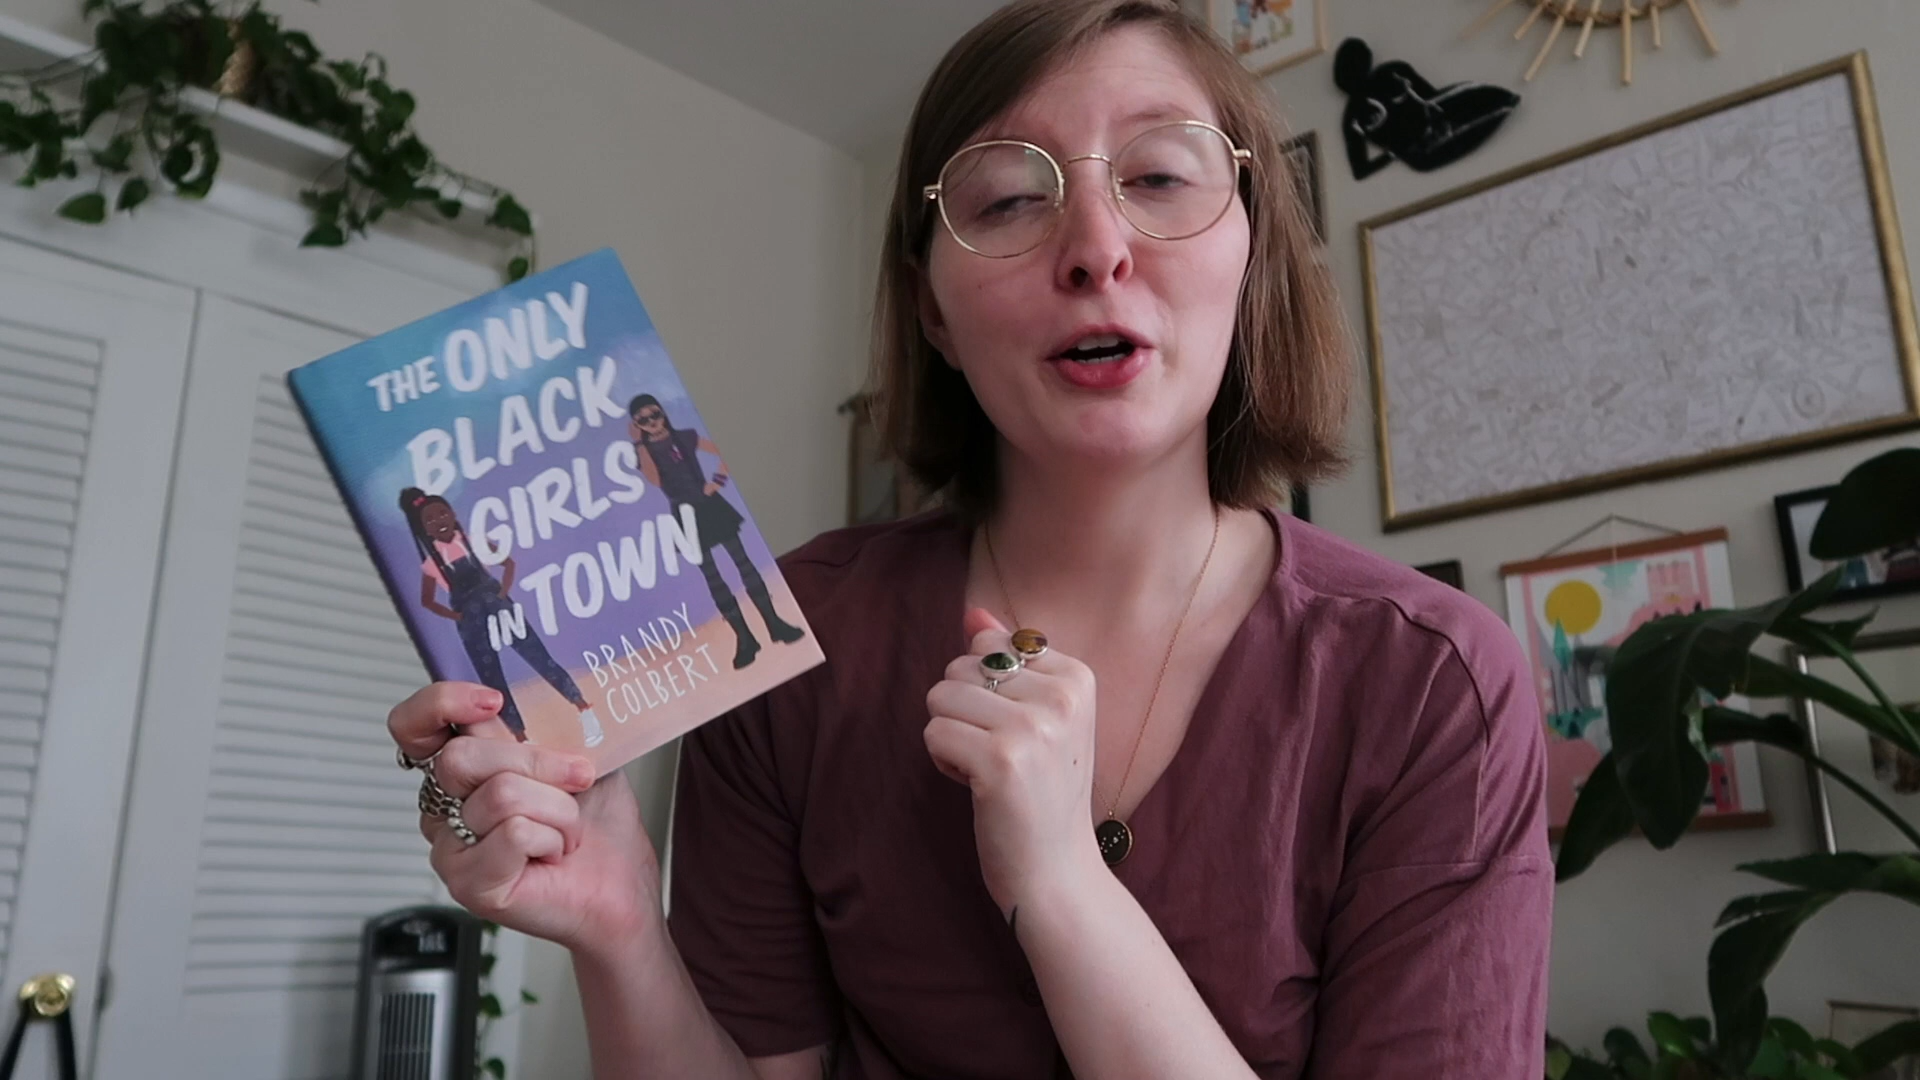 THE ONLY
BLACK
GIRLS
IN TOWN
BRANDY
COLBERT